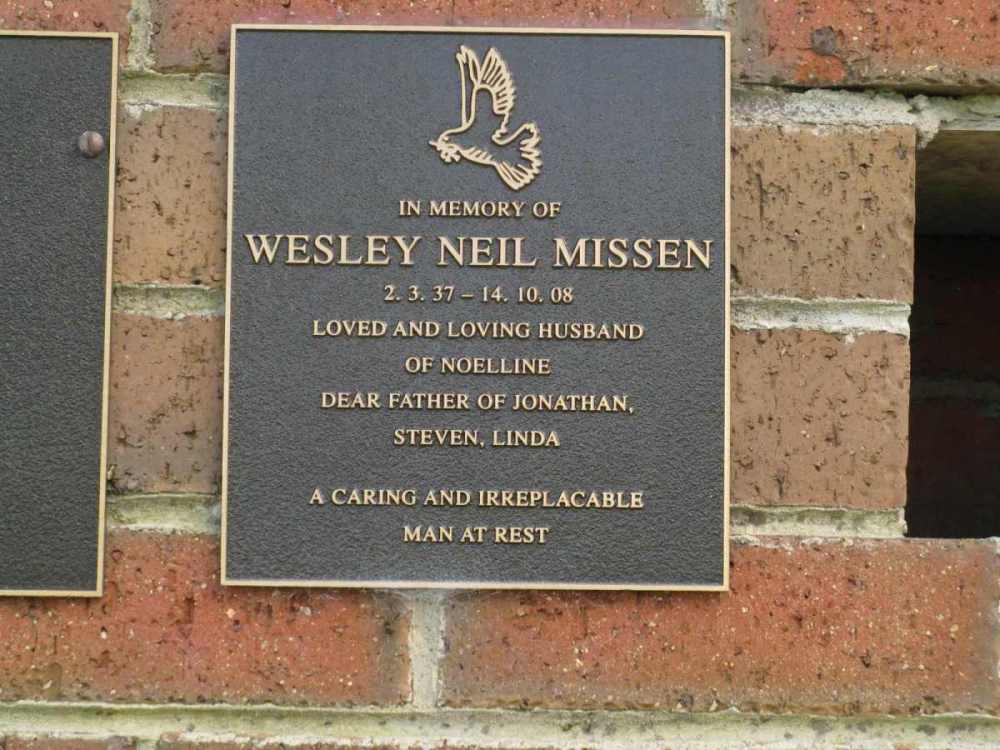 IN MEMORY OF
WESLEY NEIL MISSEN
2. 3. 37 – 14. 10. 08
LOVED AND LOVING HUSBAND
OF NOELLINE
DEAR FATHER OF JONATHAN,
STEVEN, LINDA
A CARING AND IRREPLACABLE
MAN AT REST